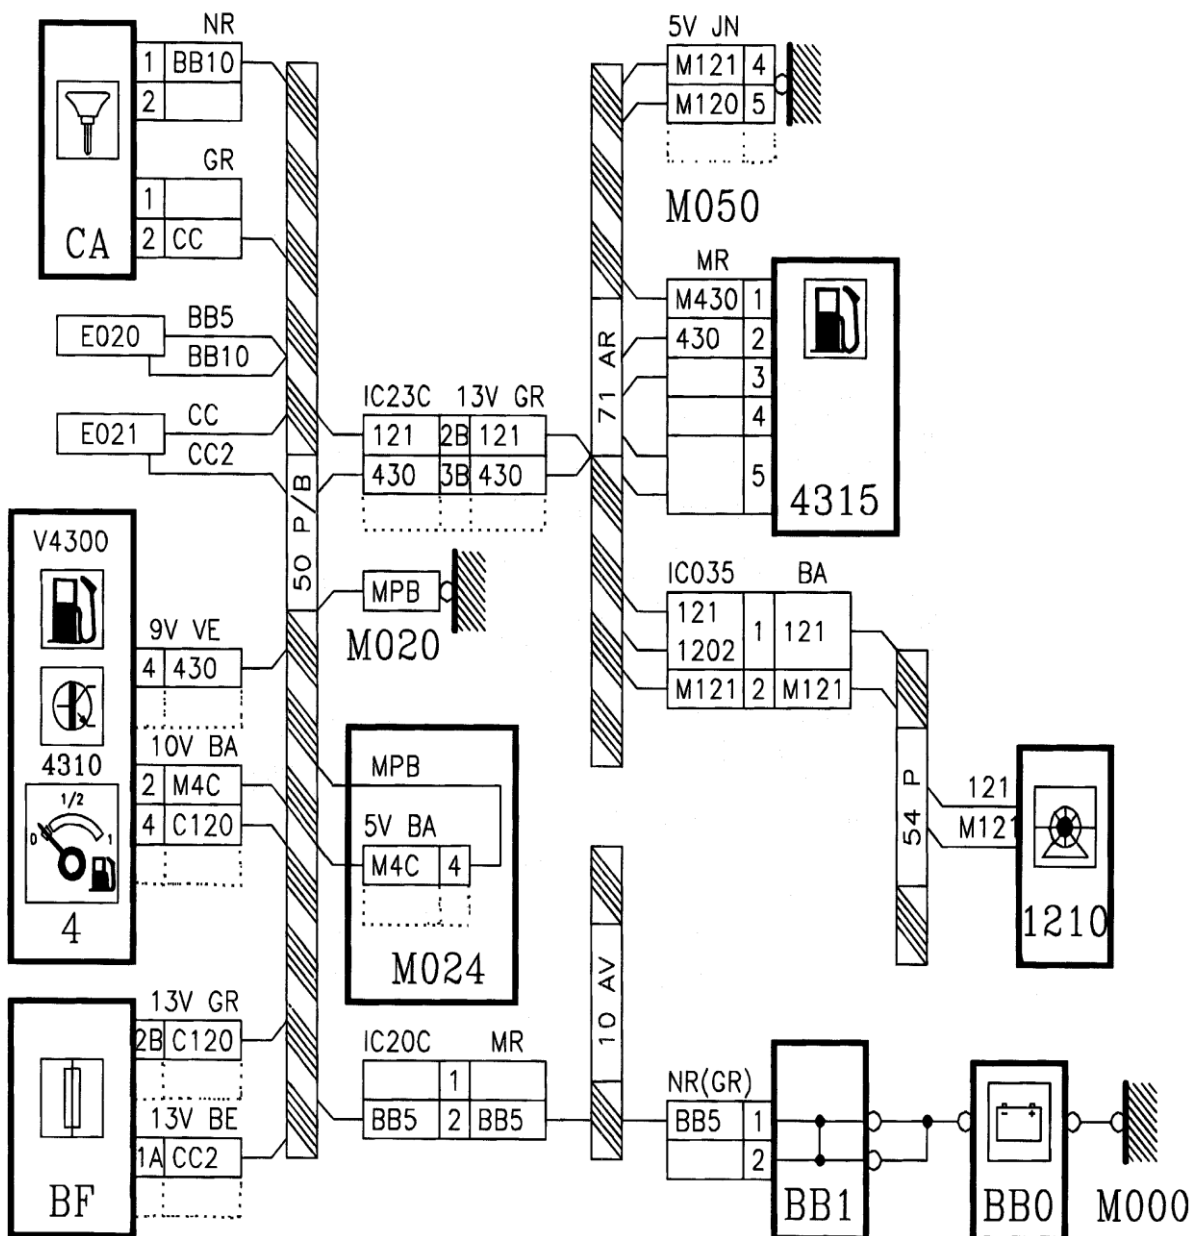 NR
1 BB10
2
GR
1
2 CC
CA
E020 BB5
BB10
E021 CC
CC2
V4300
9V VE
4 430
4310
10V BA
2 M4C
4 C120
0 1/2 1
4
13V GR
2B C120
13V BE
1A CC2
BF
50 P/B
IC23C 13V GR
121 2B 121
430 3B 430
MPB
M020
MPB
5V BA
M4C 4
M024
IC20C MR
1
BB5 2 BB5
71 AR
10 AV
5V JN
M121 4
M120 5
M050
MR
M430 1
430 2
3
4
5
4315
IC035 BA
121
1202 1 121
M121 2 M121
54 P
121
M121
1210
NR(GR)
BB5 1
2
BB1
- +
BB0
M000